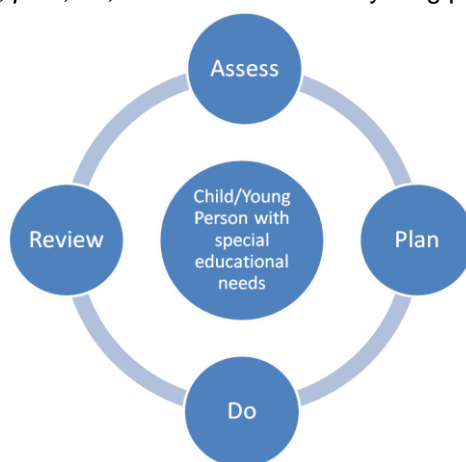 Assess
Child/Young
Person with
special
educational
needs
Review
Plan
Do